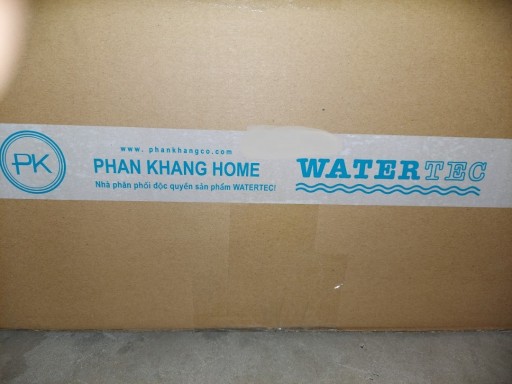 PK
www. phankhangco.com
PHAN KHANG HOME
Nhà phân phối độc quyền sản phẩm WATERTEC!
WATERTEC